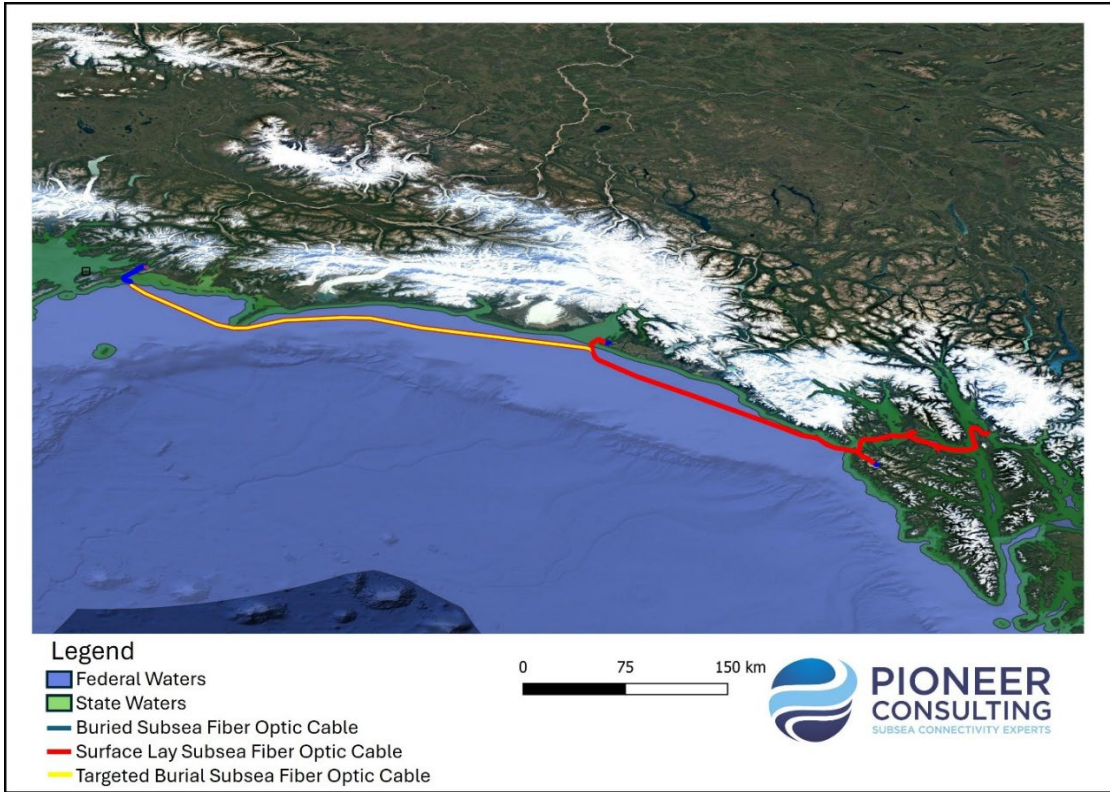 Legend
Federal Waters
State Waters
Buried Subsea Fiber Optic Cable
Surface Lay Subsea Fiber Optic Cable
Targeted Burial Subsea Fiber Optic Cable
0 75 150 km
PIONEER
CONSULTING
SUBSEA CONNECTIVITY EXPERTS